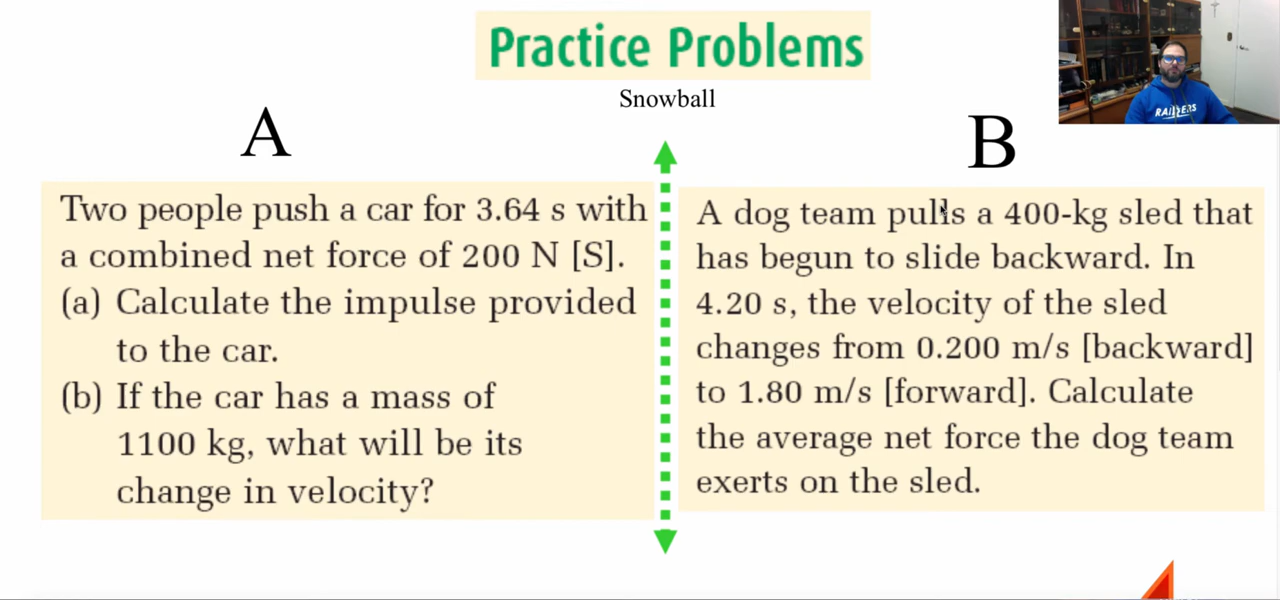 Practice Problems
Snowball
A
Two people push a car for 3.64 s with
a combined net force of 200 N [S].
(a) Calculate the impulse provided
to the car.
(b) If the car has a mass of
1100 kg, what will be its
change in velocity?
B
A dog team pulls a 400-kg sled that
has begun to slide backward. In
4.20 s, the velocity of the sled
changes from 0.200 m/s [backward]
to 1.80 m/s [forward]. Calculate
the average net force the dog team
exerts on the sled.
RAIDERS